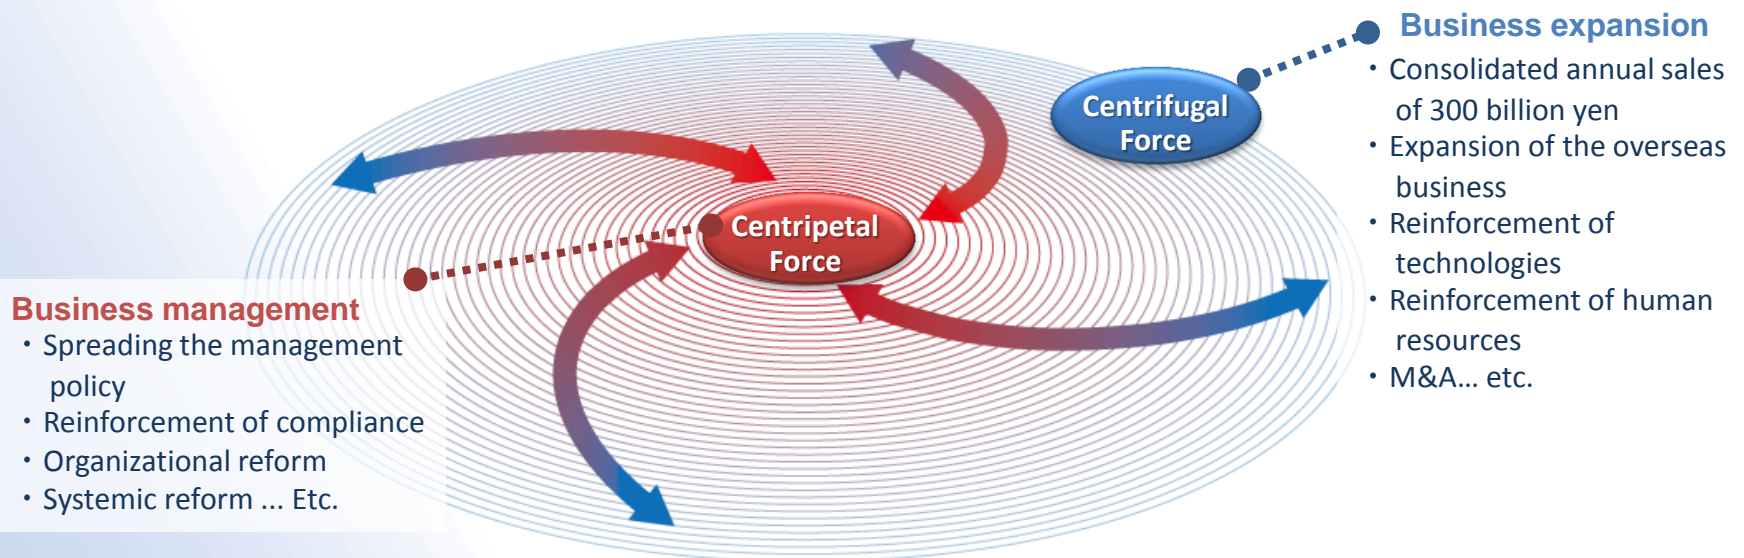 Business expansion
・Consolidated annual sales
of 300 billion yen
・Expansion of the overseas
business
・Reinforcement of
technologies
・Reinforcement of human
resources
・M&A... etc.
Centrifugal
Force
Centripetal
Force
Business management
・Spreading the management
policy
・Reinforcement of compliance
・Organizational reform
・Systemic reform ... Etc.